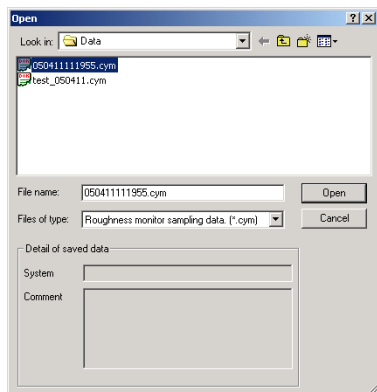 Open
Look in: Data
050411111955.cym
test_050411.cym
File name: 050411111955.cym Open
Files of type: Roughness monitor sampling data. (*.cym) Cancel
Detail of saved data
System
Comment